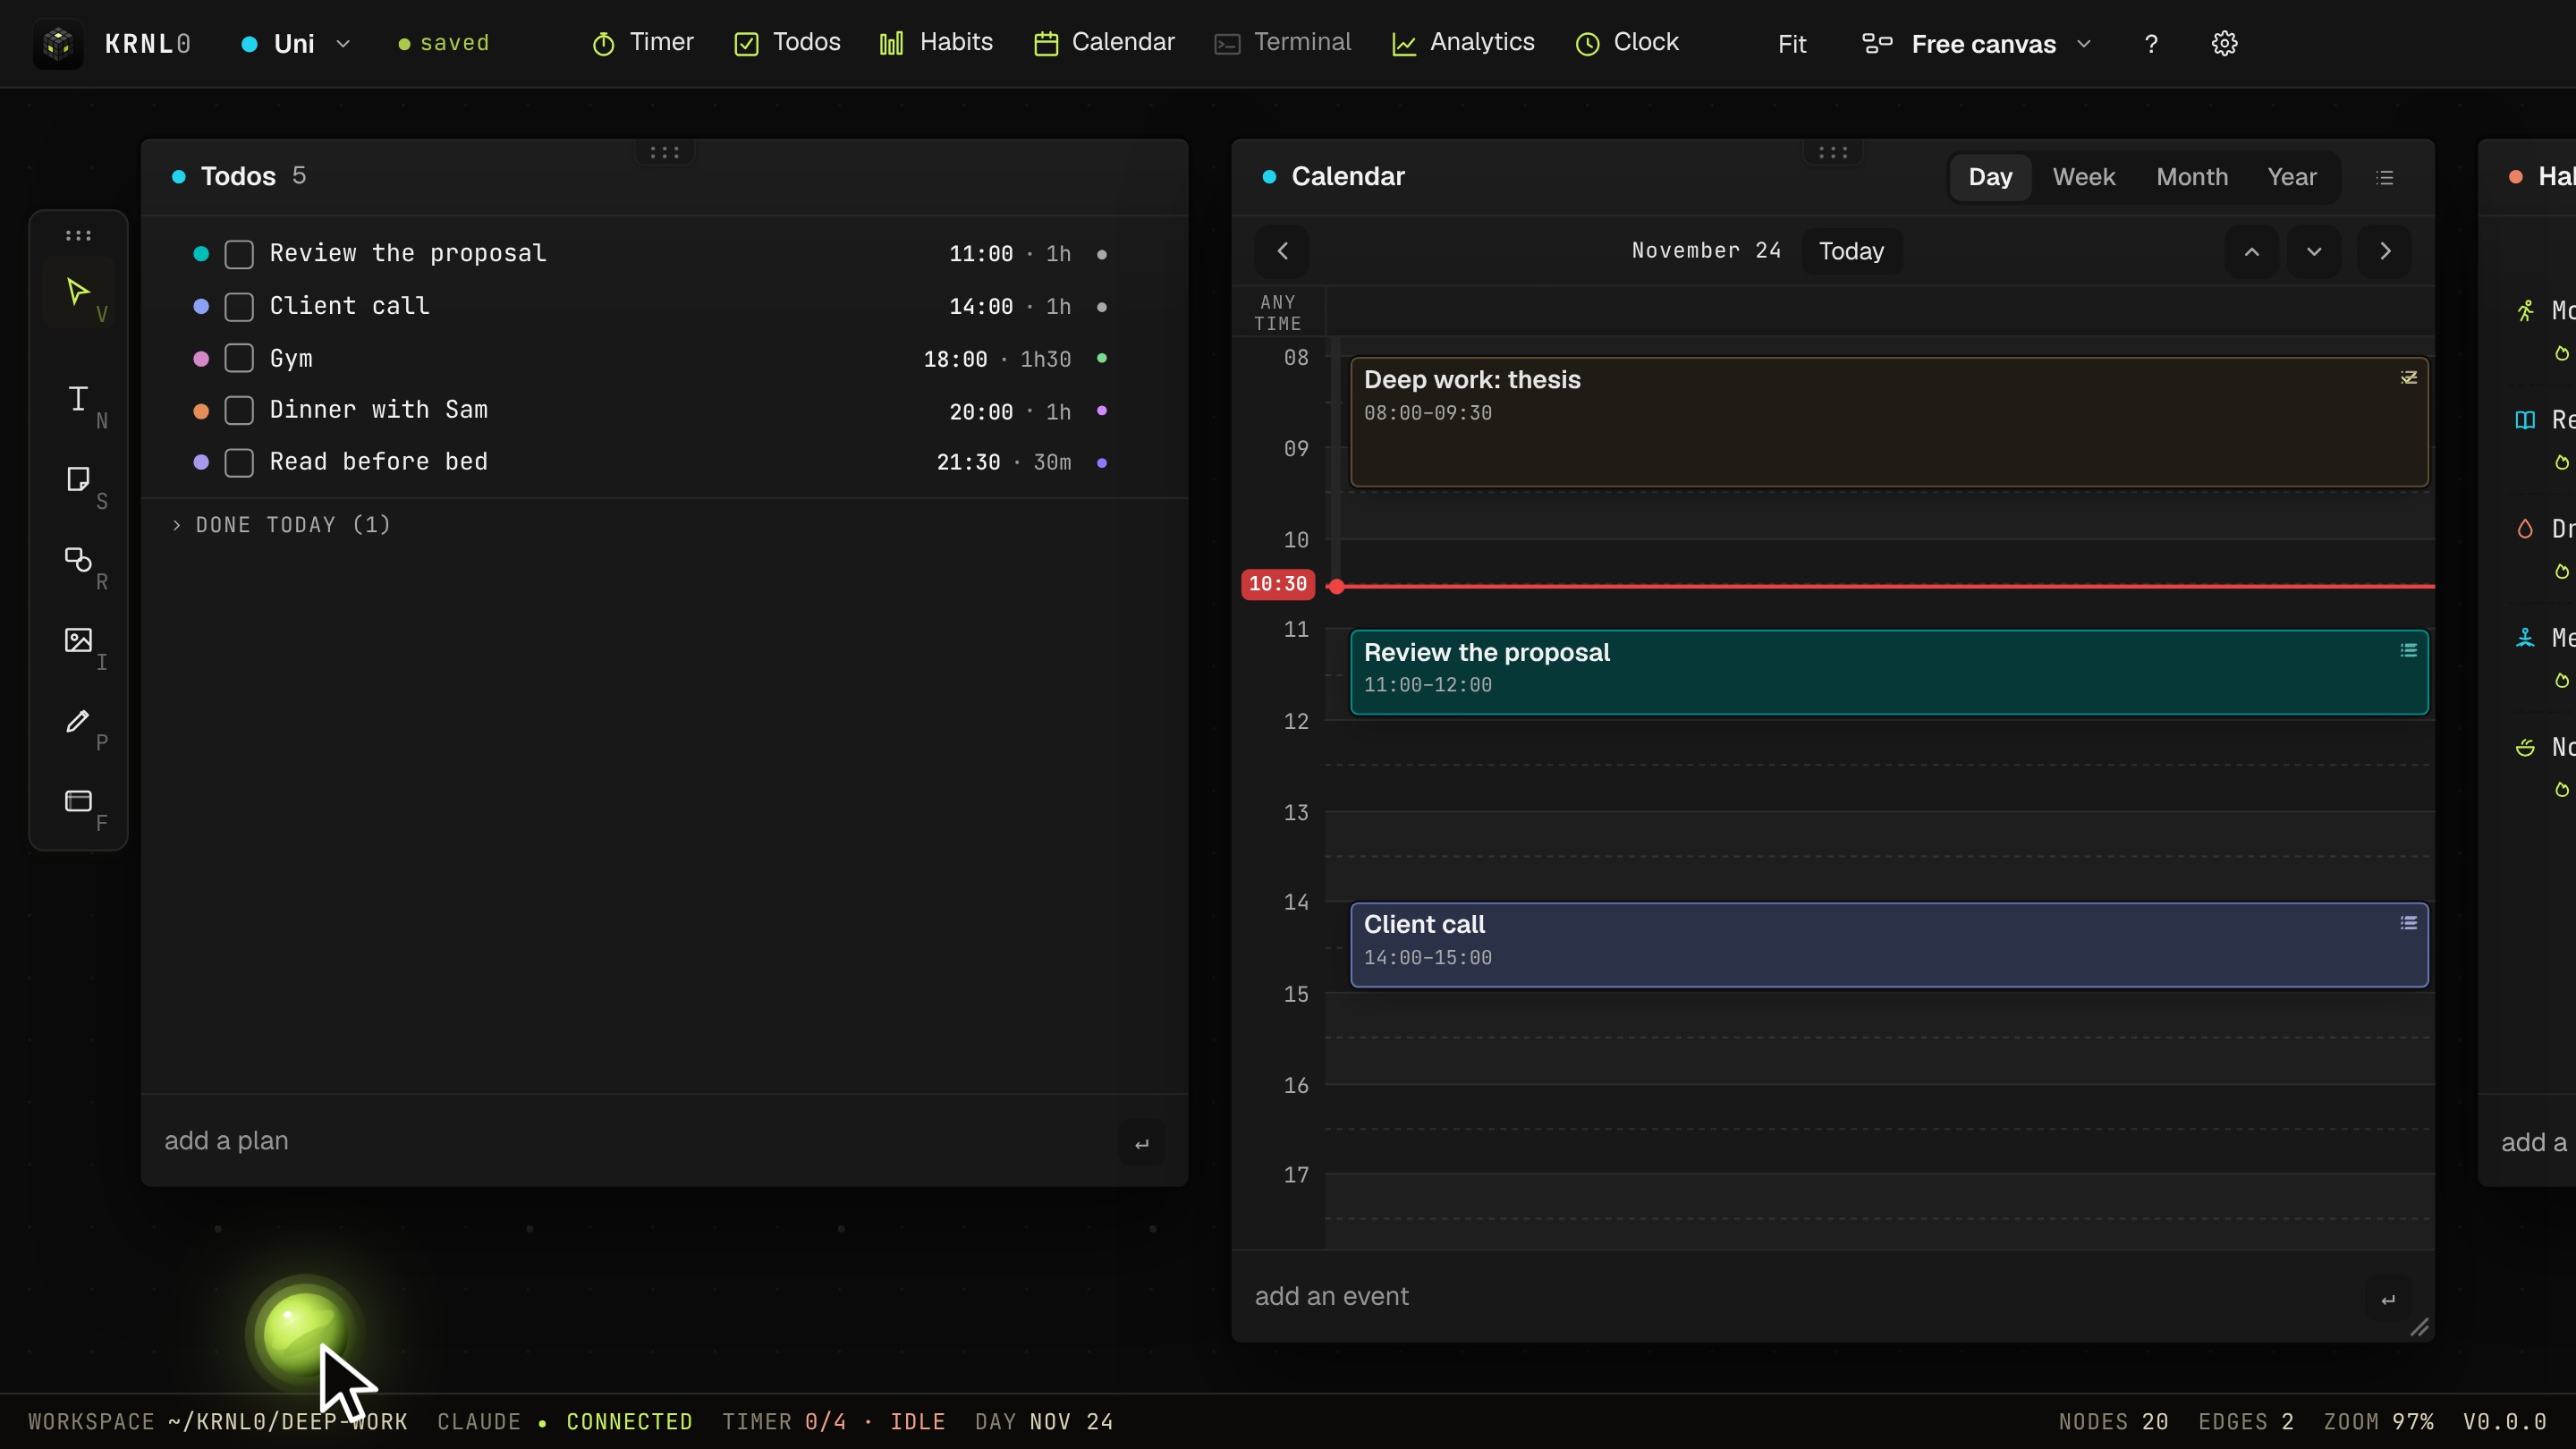 KRNL0 Uni saved Timer Todos Habits Calendar Terminal Analytics Clock Fit Free canvas ?
Todos 5
Review the proposal 11:00 · 1h
Client call 14:00 · 1h
Gym 18:00 · 1h30
Dinner with Sam 20:00 · 1h
Read before bed 21:30 · 30m
DONE TODAY (1)
add a plan
V
N
S
R
I
P
F
Calendar Day Week Month Year
November 24 Today
ANY
TIME
08
Deep work: thesis
08:00–09:30
09
10
10:30
11
Review the proposal
11:00–12:00
12
13
14
Client call
14:00–15:00
15
16
17
add an event
add a
WORKSPACE ~/KRNL0/DEEP-WORK CLAUDE • CONNECTED TIMER 0/4 · IDLE DAY NOV 24 NODES 20 EDGES 2 ZOOM 97% V0.0.0